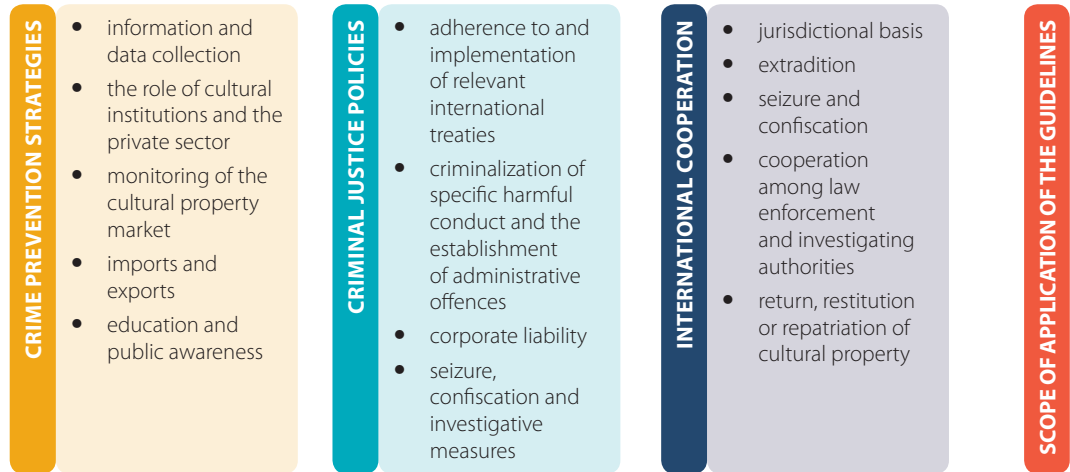 CRIME PREVENTION STRATEGIES
• information and
data collection
• the role of cultural
institutions and the
private sector
• monitoring of the
cultural property
market
• imports and
exports
• education and
public awareness
CRIMINAL JUSTICE POLICIES
• adherence to and
implementation
of relevant
international
treaties
• criminalization of
specific harmful
conduct and the
establishment
of administrative
offences
• corporate liability
• seizure,
confiscation and
investigative
measures
INTERNATIONAL COOPERATION
• jurisdictional basis
• extradition
• seizure and
confiscation
• cooperation
among law
enforcement
and investigating
authorities
• return, restitution
or repatriation of
cultural property
SCOPE OF APPLICATION OF THE GUIDELINES